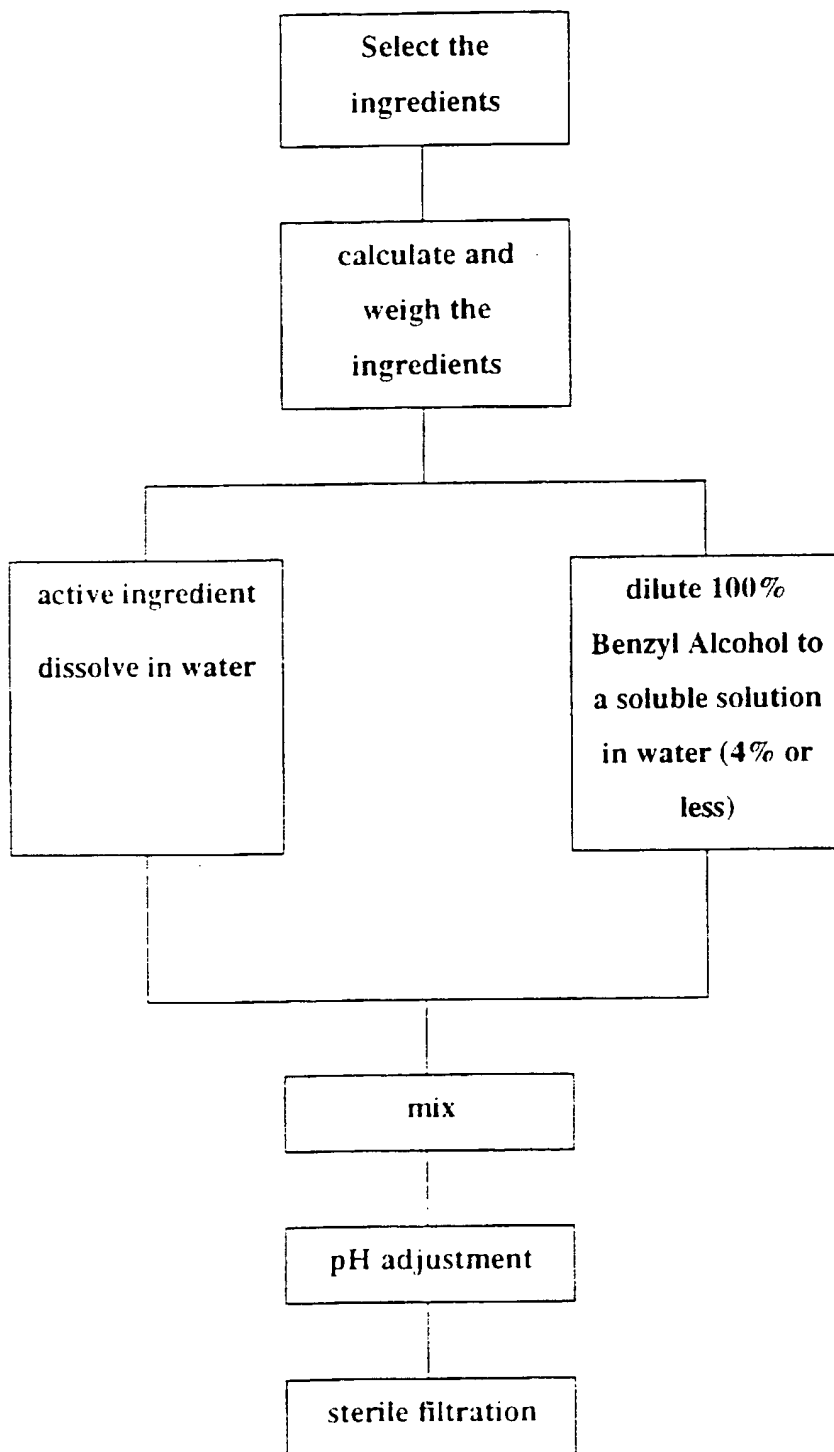 Select the
ingredients
calculate and
weigh the
ingredients
active ingredient
dissolve in water
dilute 100%
Benzyl Alcohol to
a soluble solution
in water (4% or
less)
mix
pH adjustment
sterile filtration